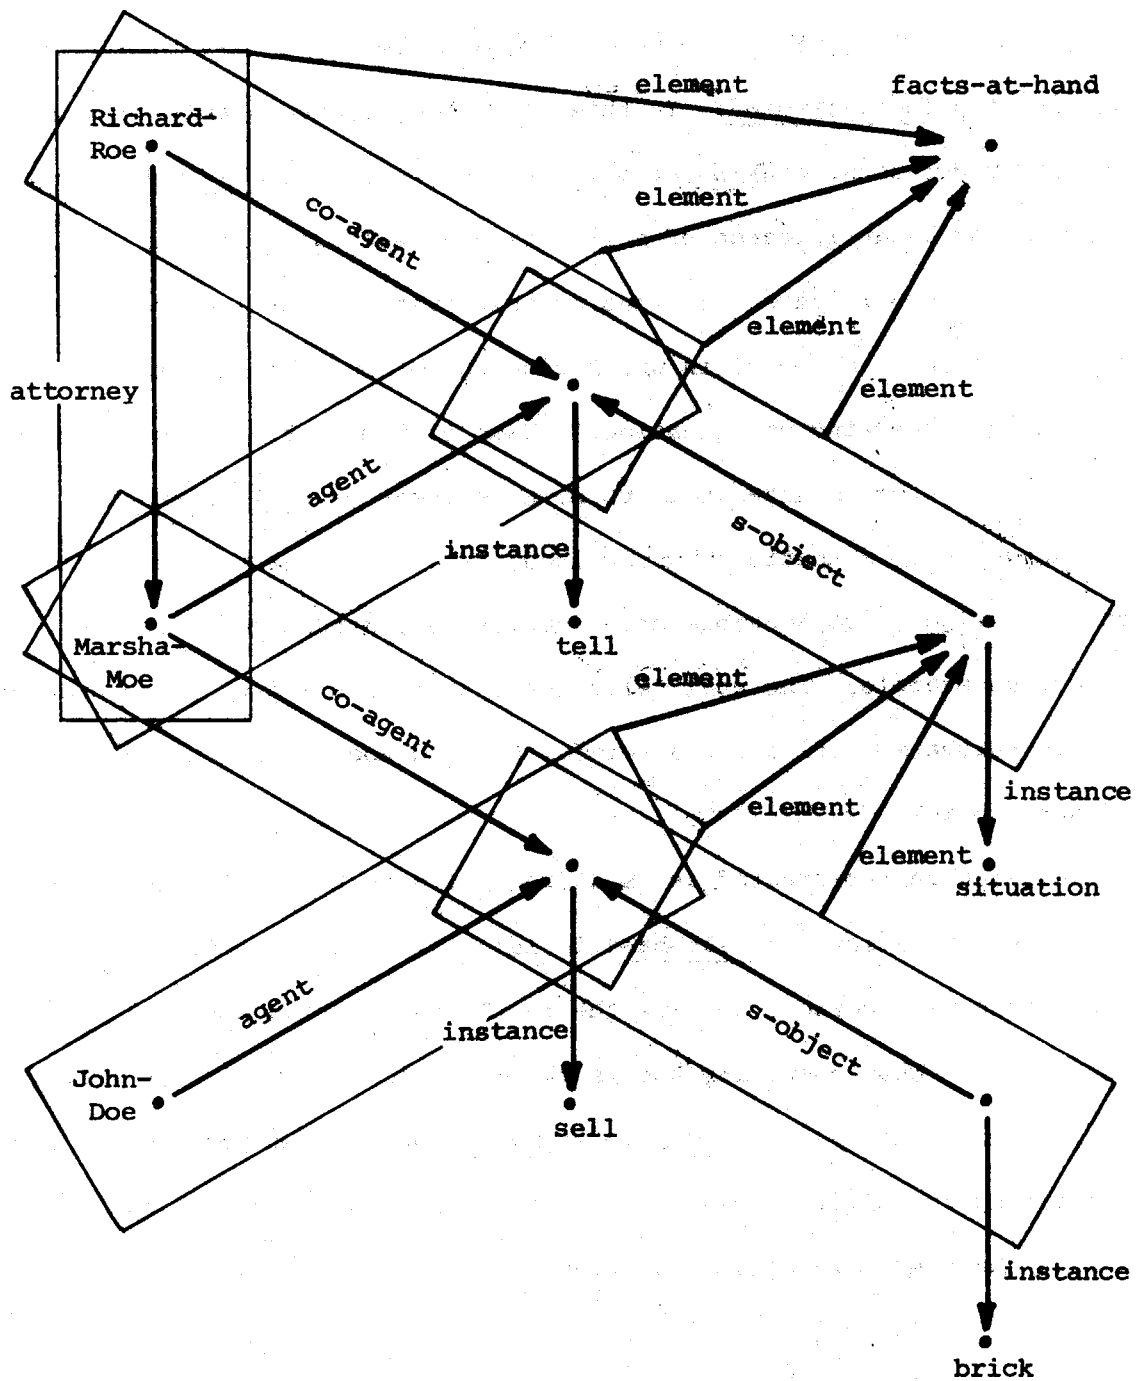 element
facts-at-hand
Richard-
Roe
element
co-agent
element
attorney
element
agent
s-object
instance
Marsha-
Moe
tell
element
co-agent
instance
element
element
situation
agent
s-object
instance
John-
Doe
sell
instance
brick